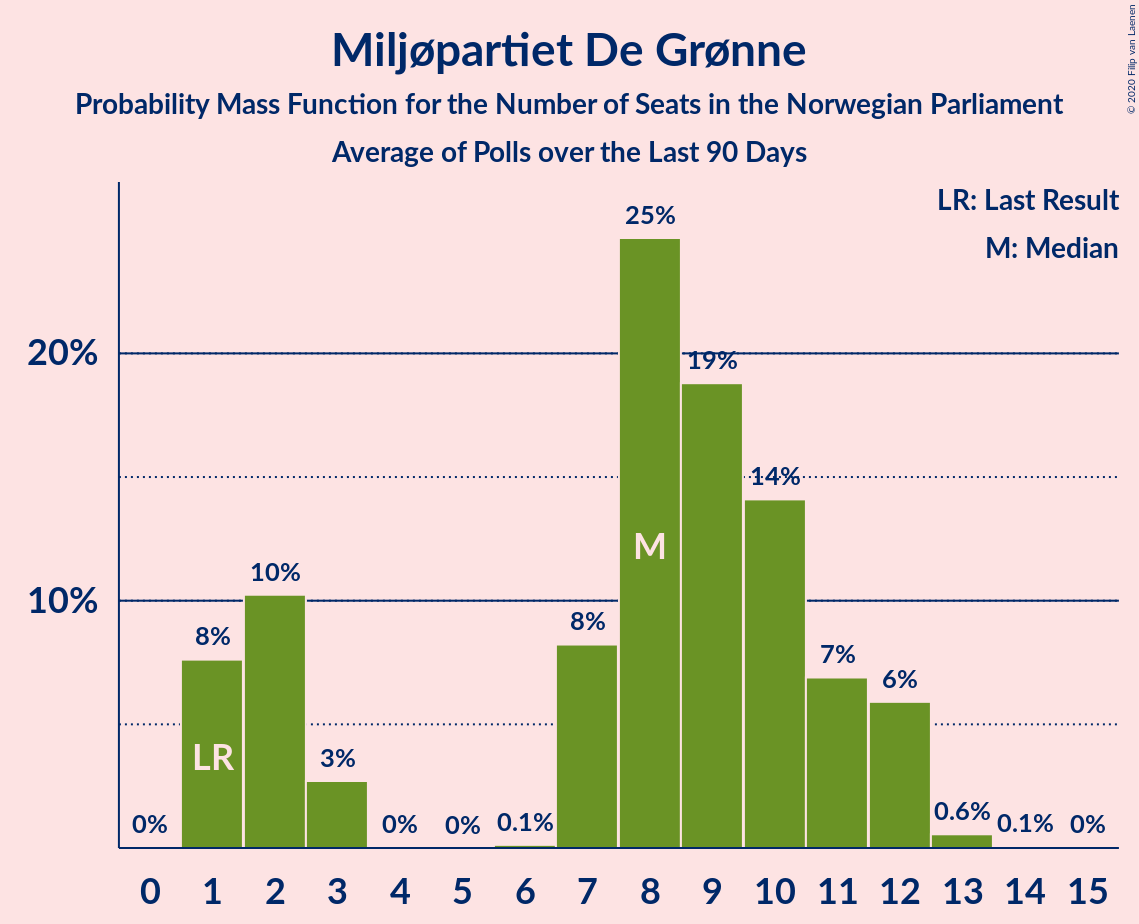 Miljøpartiet De Grønne
Probability Mass Function for the Number of Seats in the Norwegian Parliament
Average of Polls over the Last 90 Days
© 2020 Filip van Laenen
LR: Last Result
M: Median
25%
20%
19%
14%
M
10%
10%
8%
8%
7%
6%
LR
3%
0%
0%
0%
0.1%
0.6%
0.1%
0%
0 1 2 3 4 5 6 7 8 9 10 11 12 13 14 15